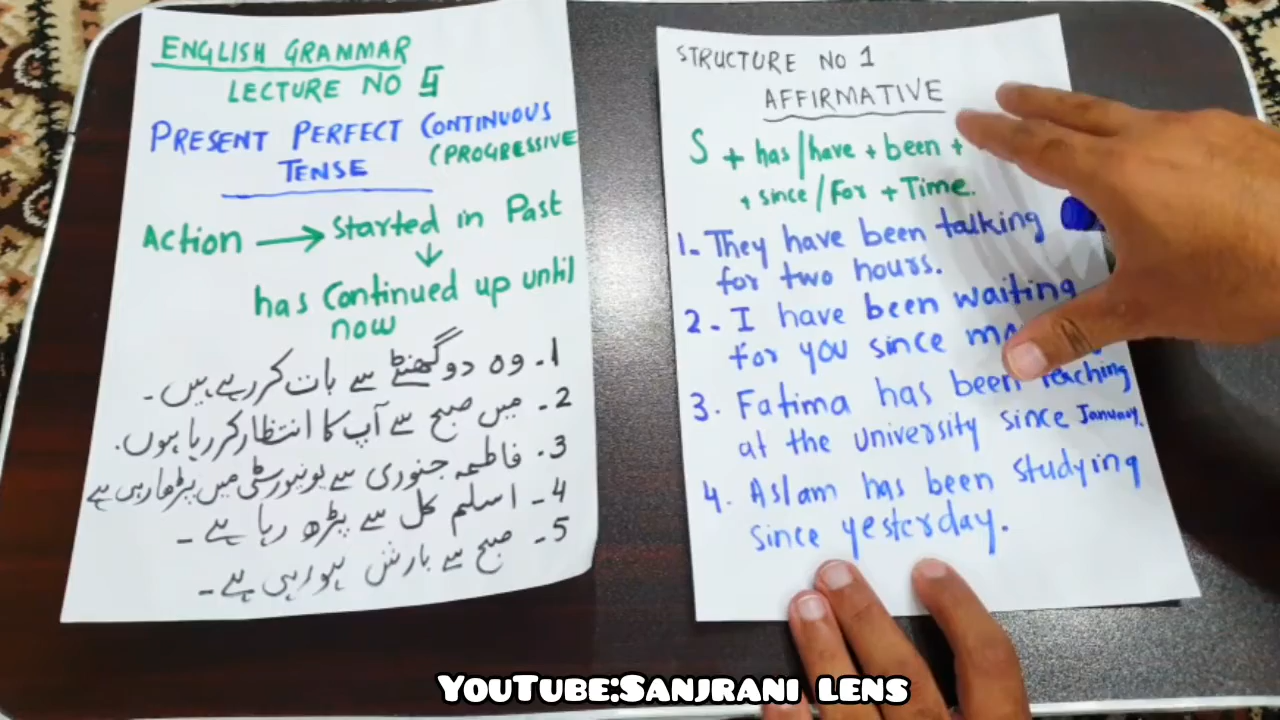 ENGLISH GRAMMAR
LECTURE NO 5
PRESENT PERFECT CONTINUOUS
(PROGRESSIVE
TENSE
Action → Started in Past
↓
has Continued up until
now
1. وہ دو گھنٹے سے بات کر رہے ہیں۔
2. میں صبح سے آپ کا انتظار کر رہا ہوں۔
3. فاطمہ جنوری سے یونیورسٹی میں پڑھا رہی ہے
4. اسلم کل سے پڑھ رہا ہے۔
5. صبح سے بارش ہو رہی ہے۔
STRUCTURE NO 1
AFFIRMATIVE
S + has/have + been +
+ since/For + Time.
1. They have been talking
for two hours.
2. I have been waiting
for you since
3. Fatima has been teaching
at the university since January.
4. Aslam has been studying
since yesterday.
YouTube:Sanjrani lens